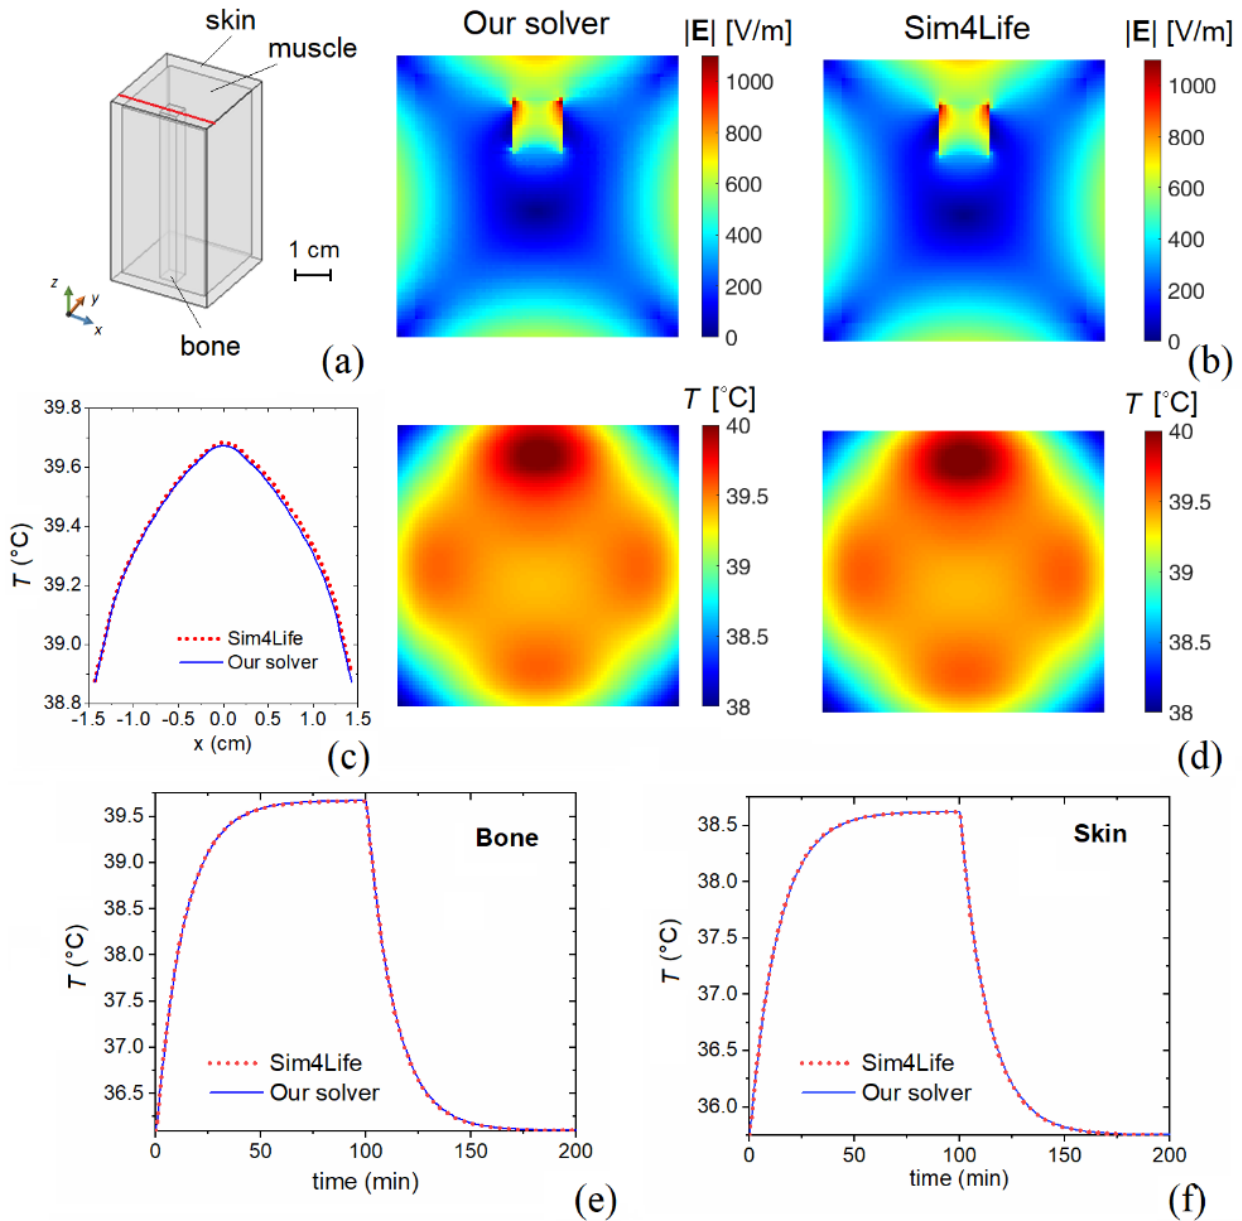 skin
muscle
z
y
x
1 cm
bone
(a)
Our solver
|E| [V/m]
1000
800
600
400
200
0
Sim4Life
|E| [V/m]
1000
800
600
400
200
0
(b)
39.8
39.6
39.4
39.2
39.0
38.8
T (°C)
Sim4Life
Our solver
-1.5 -1.0 -0.5 0.0 0.5 1.0 1.5
x (cm)
(c)
T [°C]
40
39.5
39
38.5
38
T [°C]
40
39.5
39
38.5
38
(d)
39.5
39.0
38.5
38.0
37.5
37.0
36.5
T (°C)
Bone
Sim4Life
Our solver
0 50 100 150 200
time (min)
(e)
38.5
38.0
37.5
37.0
36.5
36.0
T (°C)
Skin
Sim4Life
Our solver
0 50 100 150 200
time (min)
(f)